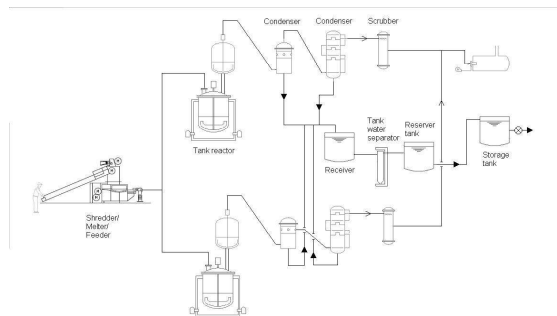 Condenser
Condenser
Scrubber
Tank reactor
Tank
water
separator
Reserver
tank
Receiver
Storage
tank
Shredder/
Melter/
Feeder